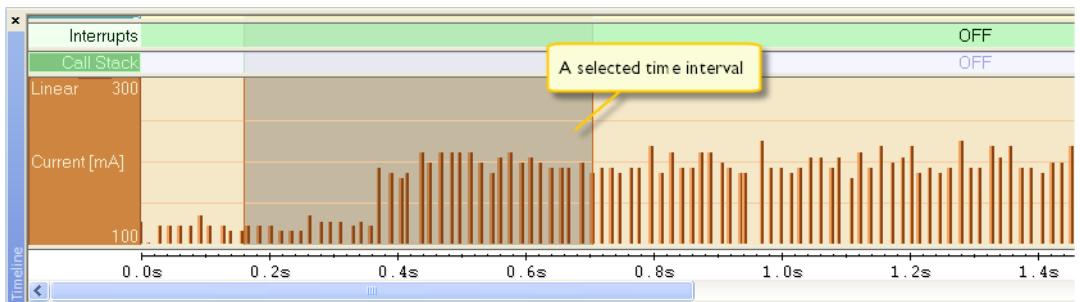 Interrupts OFF
Call Stack OFF
A selected time interval
Linear 300
Current [mA]
100
Timeline
0.0s 0.2s 0.4s 0.6s 0.8s 1.0s 1.2s 1.4s